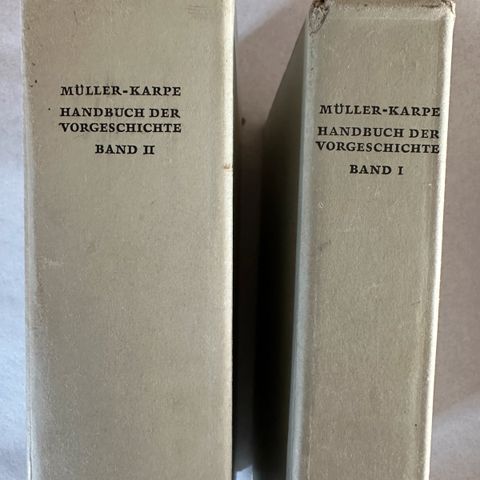 MÜLLER-KARPE
HANDBUCH DER
VORGESCHICHTE
BAND II
MÜLLER-KARPE
HANDBUCH DER
VORGESCHICHTE
BAND I